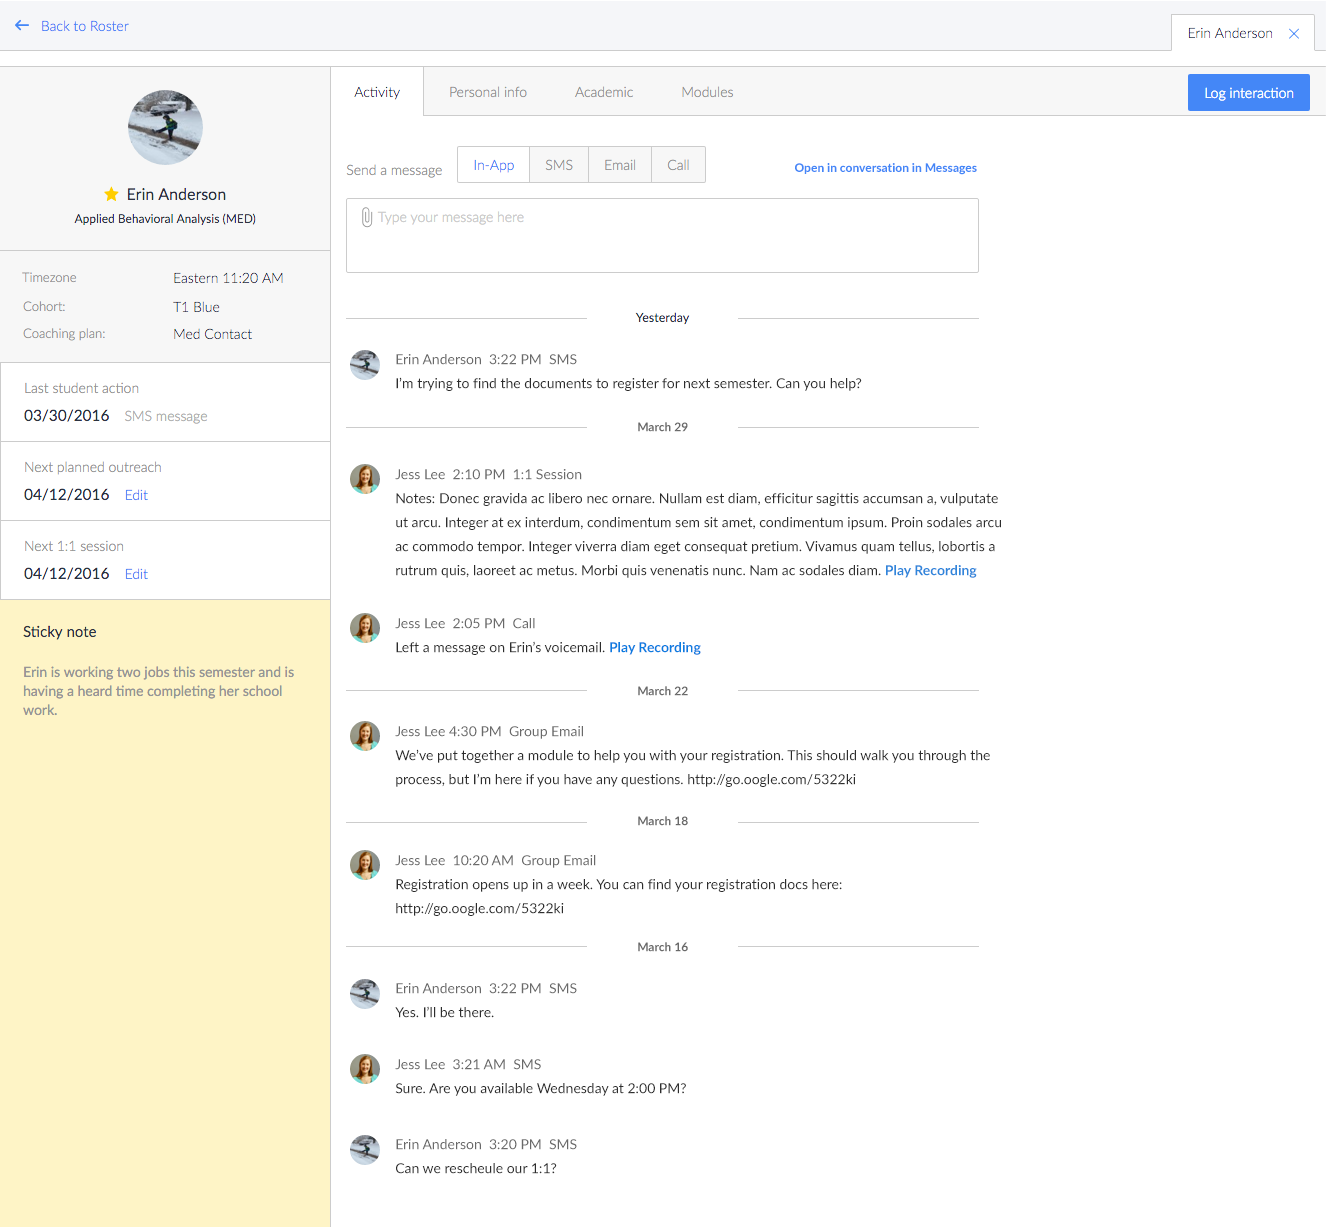 Back to Roster
Erin Anderson
Erin Anderson
Applied Behavioral Analysis (MED)
Timezone Eastern 11:20 AM
Cohort: T1 Blue
Coaching plan: Med Contact
Last student action
03/30/2016 SMS message
Next planned outreach
04/12/2016 Edit
Next 1:1 session
04/12/2016 Edit
Sticky note
Erin is working two jobs this semester and is
having a heard time completing her school
work.
Activity Personal info Academic Modules Log interaction
Send a message In-App SMS Email Call Open in conversation in Messages
Type your message here
Yesterday
Erin Anderson 3:22 PM SMS
I'm trying to find the documents to register for next semester. Can you help?
March 29
Jess Lee 2:10 PM 1:1 Session
Notes: Donec gravida ac libero nec ornare. Nullam est diam, efficitur sagittis accumsan a, vulputate
ut arcu. Integer at ex interdum, condimentum sem sit amet, condimentum ipsum. Proin sodales arcu
ac commodo tempor. Integer viverra diam eget consequat pretium. Vivamus quam tellus, lobortis a
rutrum quis, laoreet ac metus. Morbi quis venenatis nunc. Nam ac sodales diam. Play Recording
Jess Lee 2:05 PM Call
Left a message on Erin's voicemail. Play Recording
March 22
Jess Lee 4:30 PM Group Email
We've put together a module to help you with your registration. This should walk you through the
process, but I'm here if you have any questions. http://go.oogle.com/5322ki
March 18
Jess Lee 10:20 AM Group Email
Registration opens up in a week. You can find your registration docs here:
http://go.oogle.com/5322ki
March 16
Erin Anderson 3:22 PM SMS
Yes. I'll be there.
Jess Lee 3:21 AM SMS
Sure. Are you available Wednesday at 2:00 PM?
Erin Anderson 3:20 PM SMS
Can we rescheule our 1:1?